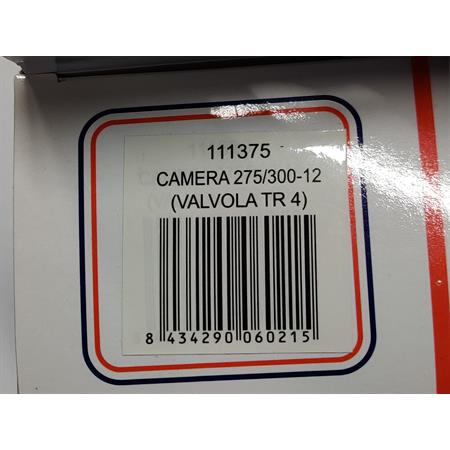 111375
CAMERA 275/300-12
(VALVOLA TR 4)
8 434290 060215